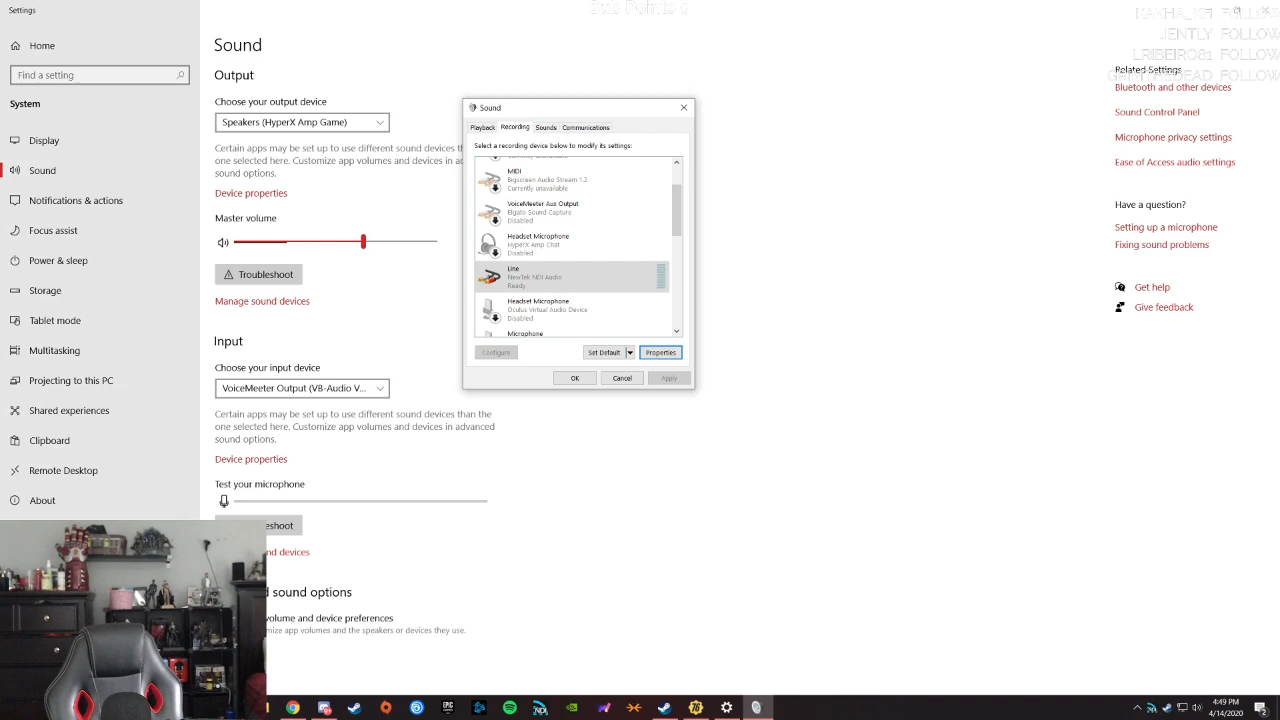 Settings
Home
Find a setting
System
Display
Sound
Notifications & actions
Focus assist
Power & sleep
Storage
Tablet mode
Multitasking
Projecting to this PC
Shared experiences
Clipboard
Remote Desktop
About
Sound
Output
Choose your output device
Speakers (HyperX Amp Game)
Certain apps may be set up to use different sound devices th
one selected here. Customize app volumes and devices in adva
sound options.
Device properties
Master volume
Troubleshoot
Manage sound devices
Input
Choose your input device
VoiceMeeter Output (VB-Audio V...
Certain apps may be set up to use different sound devices than the
one selected here. Customize app volumes and devices in advanced
sound options.
Device properties
Test your microphone
eshoot
nd devices
d sound options
volume and device preferences
mize app volumes and the speakers or devices they use.
Sound
Playback
Recording
Sounds
Communications
Select a recording device below to modify its settings:
MIDI
Bigscreen Audio Stream 1.2
Currently unavailable
VoiceMeeter Aux Output
Elgato Sound Capture
Disabled
Headset Microphone
HyperX Amp Chat
Disabled
Line
NewTek NDI Audio
Ready
Headset Microphone
Oculus Virtual Audio Device
Disabled
Microphone
Configure
Set Default
Properties
OK
Cancel
Apply
JENTLY FOLLOW
LRIBEIRO81 FOLLOW
Related Settings
Bluetooth and other devices
Sound Control Panel
Microphone privacy settings
Ease of Access audio settings
Have a question?
Setting up a microphone
Fixing sound problems
Get help
Give feedback
EPIC
NDI
76
4:49 PM
4/14/2020
2